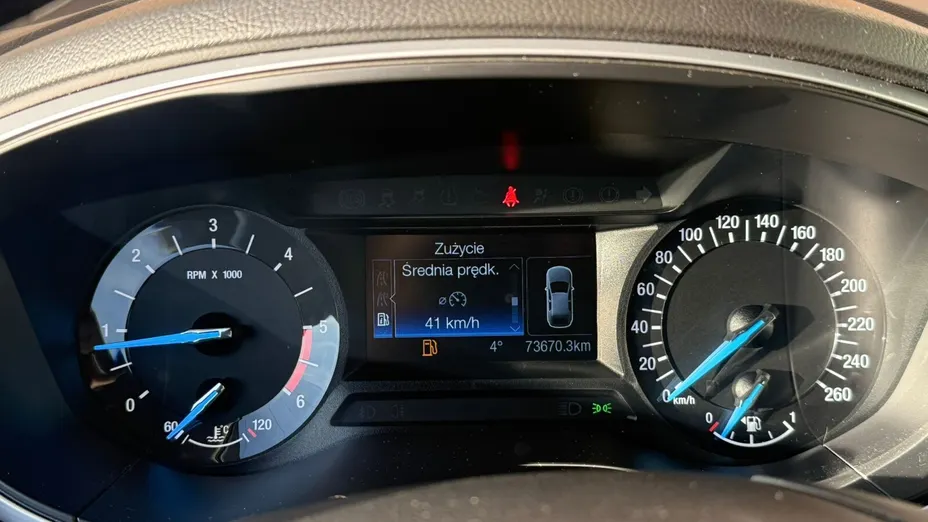 Zużycie
Średnia prędk.
⌀
41 km/h
4° 73670.3km
0 1 2 3 4 5 6
RPM X 1000
60 °C 120
0 20 40 60 80 100 120 140 160 180 200 220 240 260
km/h
0 1